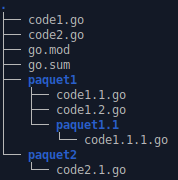 .
├── code1.go
├── code2.go
├── go.mod
├── go.sum
├── paquet1
│   ├── code1.1.go
│   ├── code1.2.go
│   └── paquet1.1
│       └── code1.1.1.go
└── paquet2
    └── code2.1.go